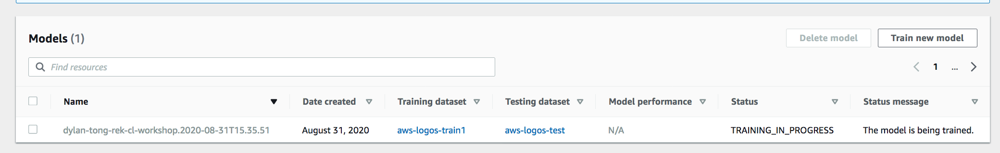 Models (1)
Delete model
Train new model
Find resources
1 ...
Name Date created Training dataset Testing dataset Model performance Status Status message
dylan-tong-rek-cl-workshop.2020-08-31T15.35.51 August 31, 2020 aws-logos-train1 aws-logos-test N/A TRAINING_IN_PROGRESS The model is being trained.